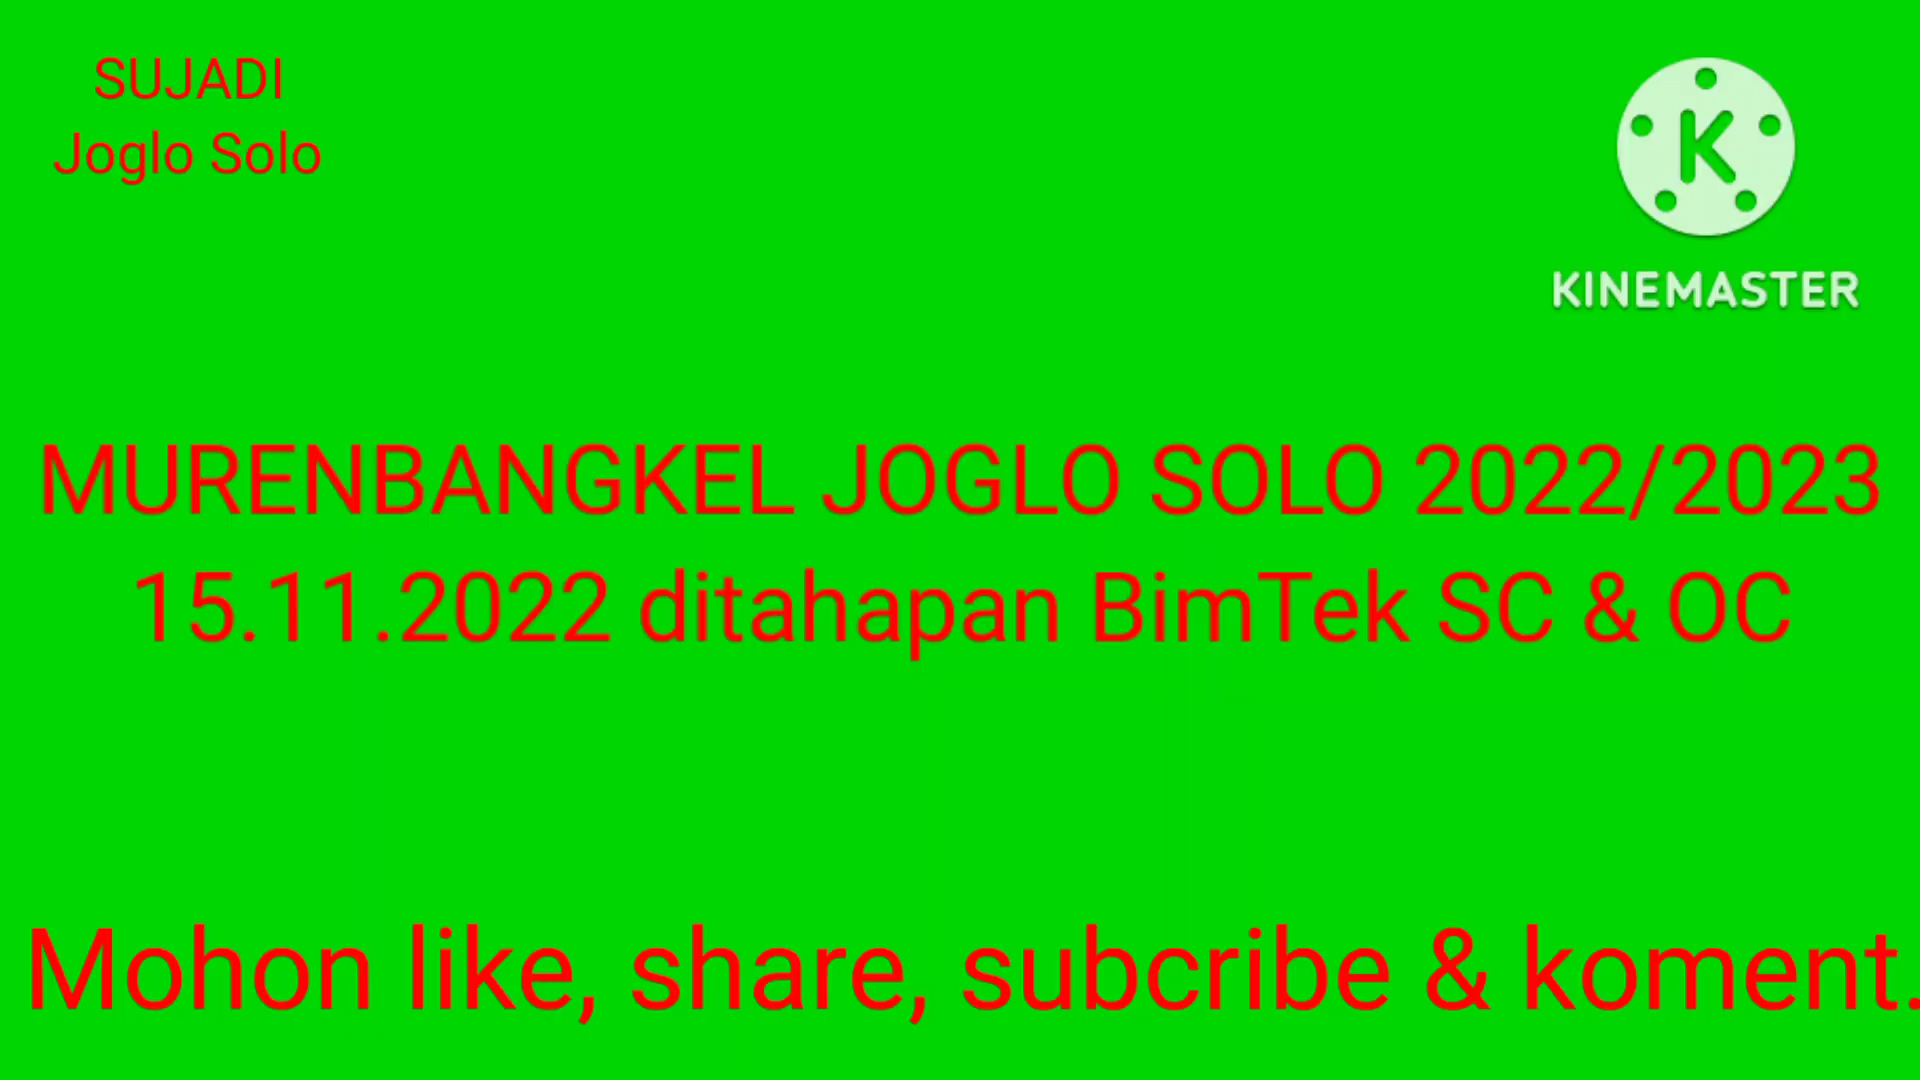 SUJADI
Joglo Solo
K
KINEMASTER
MURENBANGKEL JOGLO SOLO 2022/2023
15.11.2022 ditahapan BimTek SC & OC
Mohon like, share, subcribe & koment.